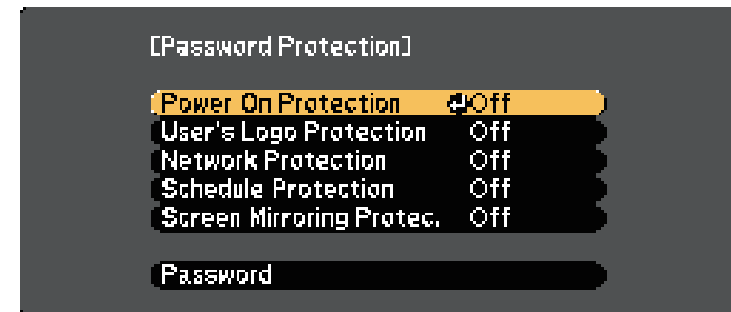 [Password Protection]
Power On Protection Off
User's Logo Protection Off
Network Protection Off
Schedule Protection Off
Screen Mirroring Protec. Off
Password